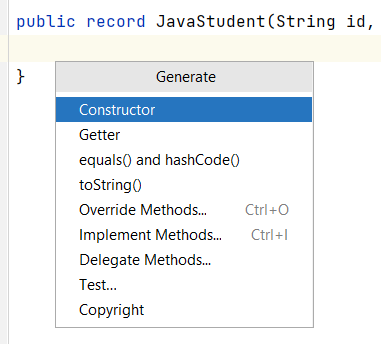 public record JavaStudent(String id,
}
Generate
Constructor
Getter
equals() and hashCode()
toString()
Override Methods... Ctrl+O
Implement Methods... Ctrl+I
Delegate Methods...
Test...
Copyright